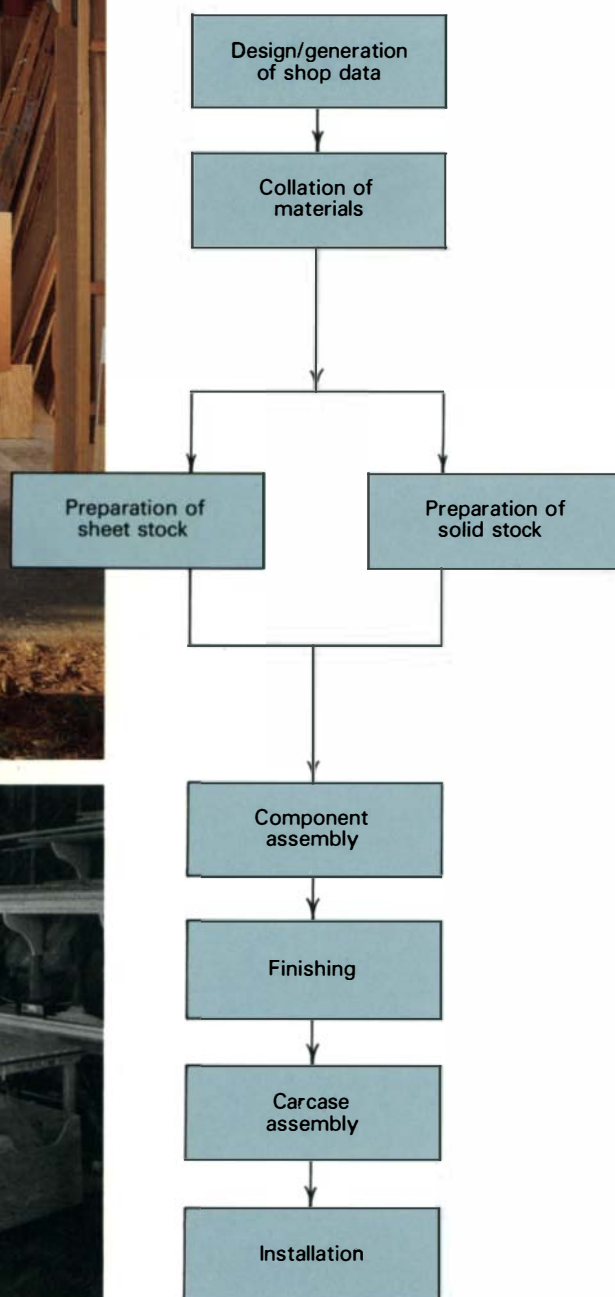 Design/generation
of shop data
Collation of
materials
Preparation of
sheet stock
Preparation of
solid stock
Component
assembly
Finishing
Carcase
assembly
Installation